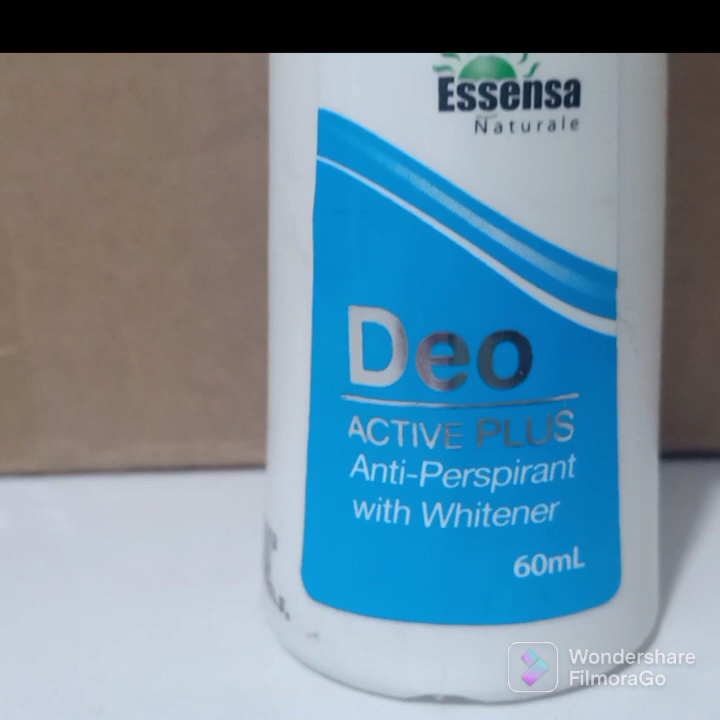 Essensa
Naturale
Deo
ACTIVE PLUS
Anti-Perspirant
with Whitener
60mL
Wondershare
FilmoraGo